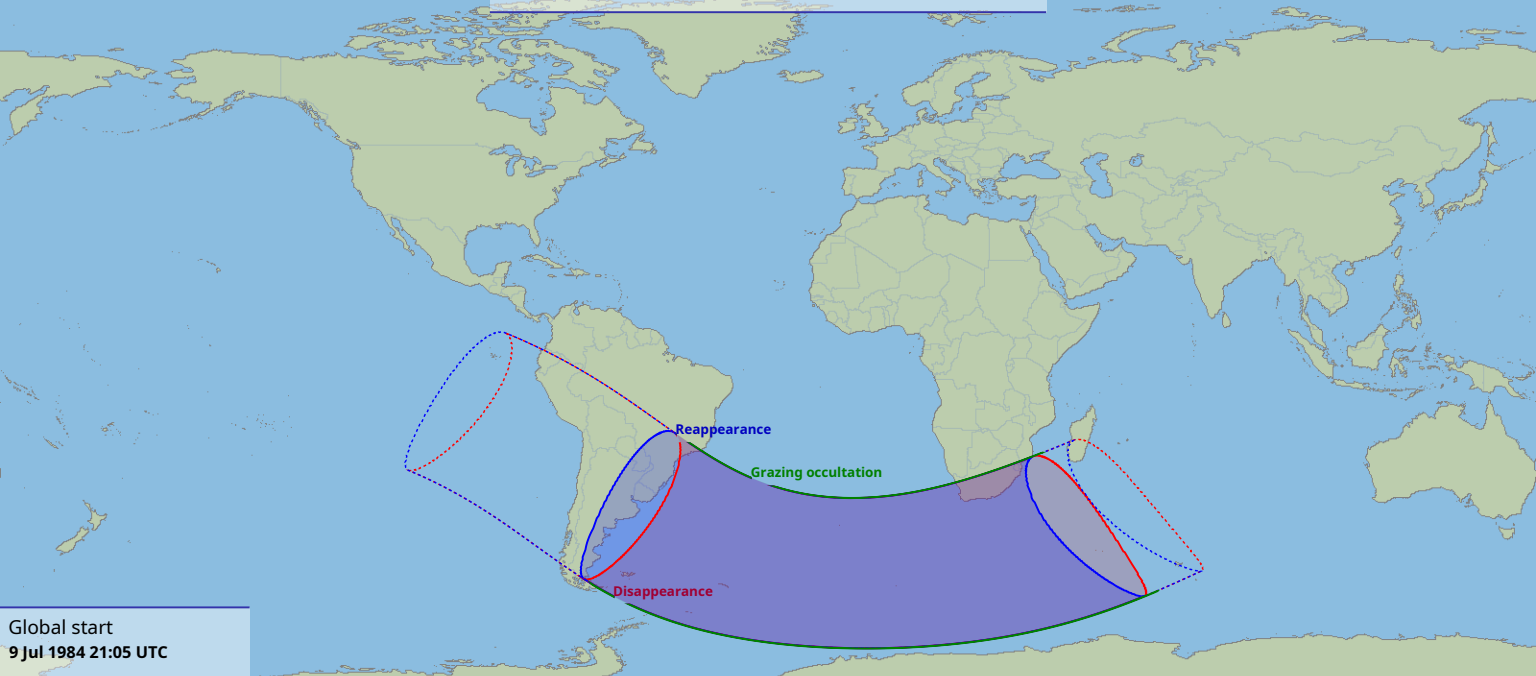 Reappearance
Grazing occultation
Disappearance
Global start
9 Jul 1984 21:05 UTC